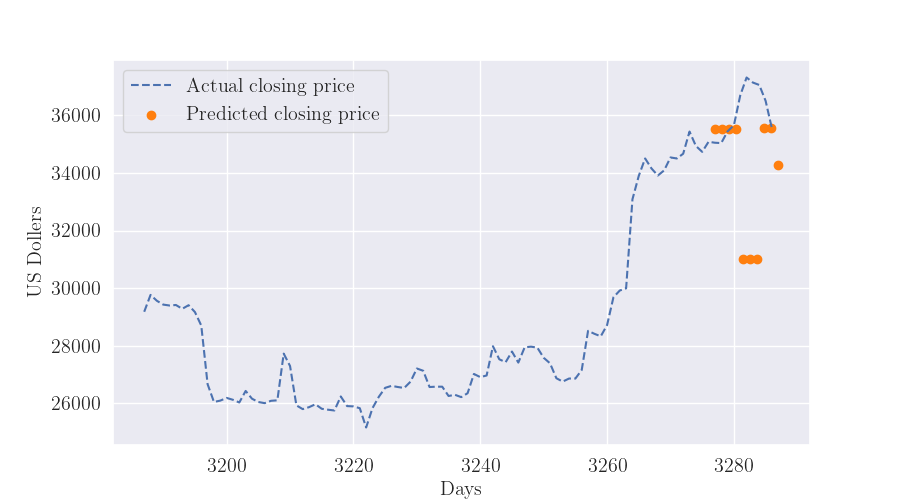 Actual closing price
Predicted closing price
36000
34000
32000
30000
28000
26000
US Dollers
3200 3220 3240 3260 3280
Days